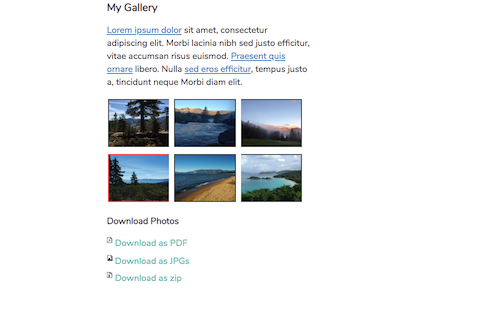 My Gallery
Lorem ipsum dolor sit amet, consectetur
adipiscing elit. Morbi lacinia nibh sed justo efficitur,
vitae accumsan risus efficitur. Praesent quis
ornare libero. Nulla sed eros efficitur, tempus justo
a, tincidunt neque Morbi diam elit.
Download Photos
Download as PDF
Download as JPGs
Download as zip